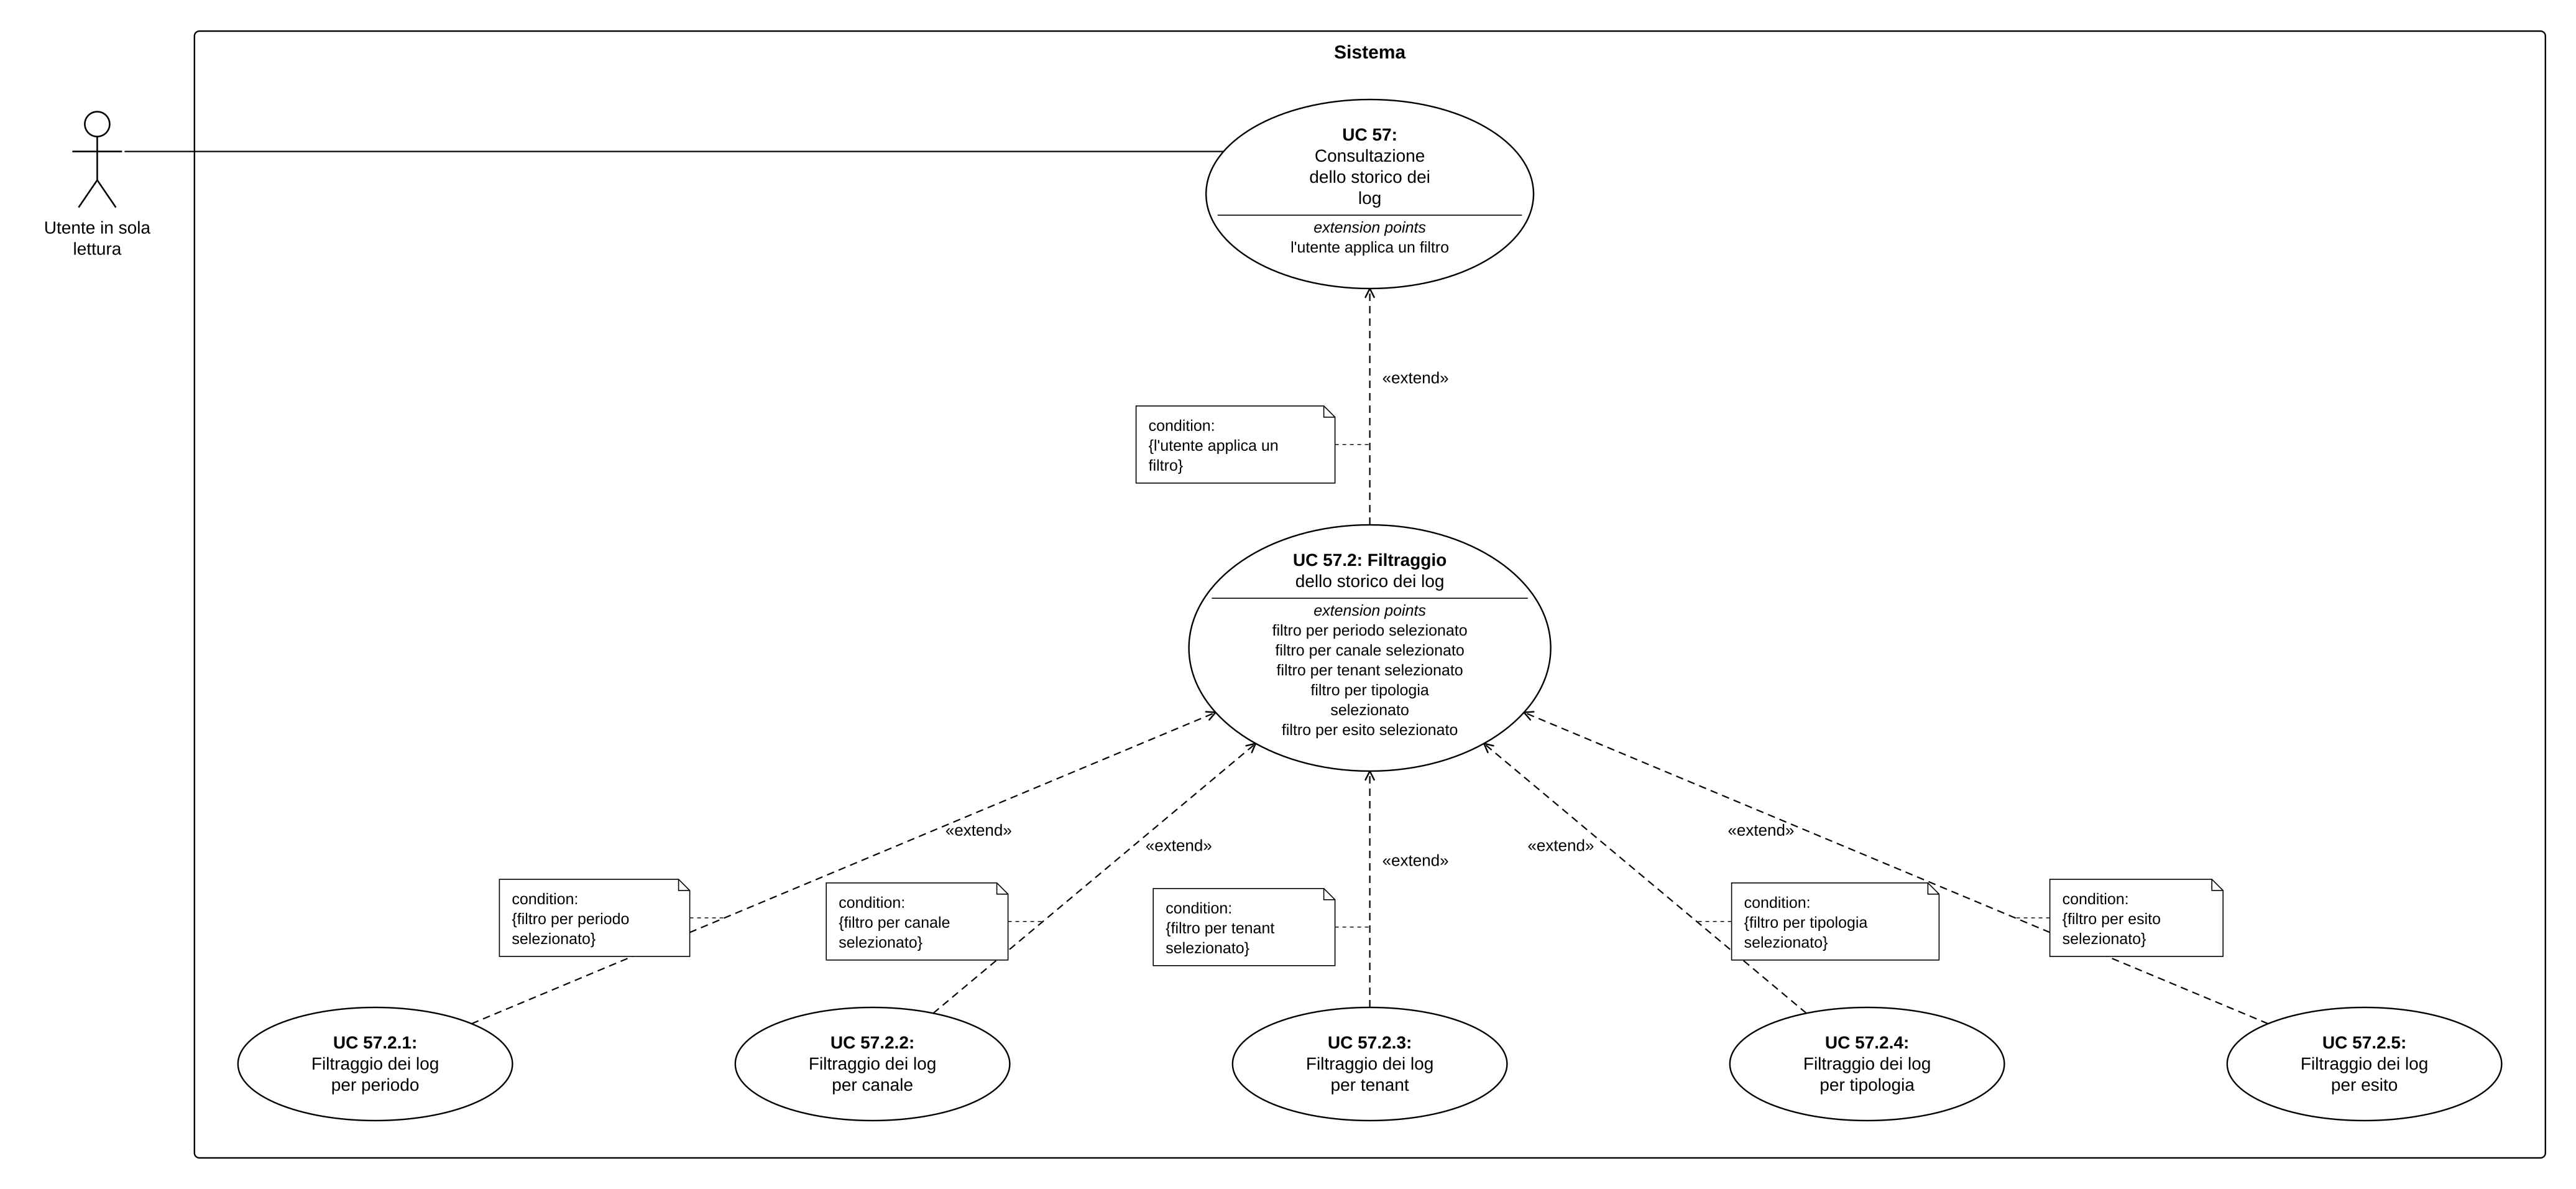 Sistema
Utente in sola
lettura
UC 57:
Consultazione
dello storico dei
log
extension points
l'utente applica un filtro
«extend»
condition:
{l'utente applica un
filtro}
UC 57.2: Filtraggio
dello storico dei log
extension points
filtro per periodo selezionato
filtro per canale selezionato
filtro per tenant selezionato
filtro per tipologia
selezionato
filtro per esito selezionato
«extend»
«extend»
«extend»
«extend»
«extend»
condition:
{filtro per periodo
selezionato}
condition:
{filtro per canale
selezionato}
condition:
{filtro per tenant
selezionato}
condition:
{filtro per tipologia
selezionato}
condition:
{filtro per esito
selezionato}
UC 57.2.1:
Filtraggio dei log
per periodo
UC 57.2.2:
Filtraggio dei log
per canale
UC 57.2.3:
Filtraggio dei log
per tenant
UC 57.2.4:
Filtraggio dei log
per tipologia
UC 57.2.5:
Filtraggio dei log
per esito